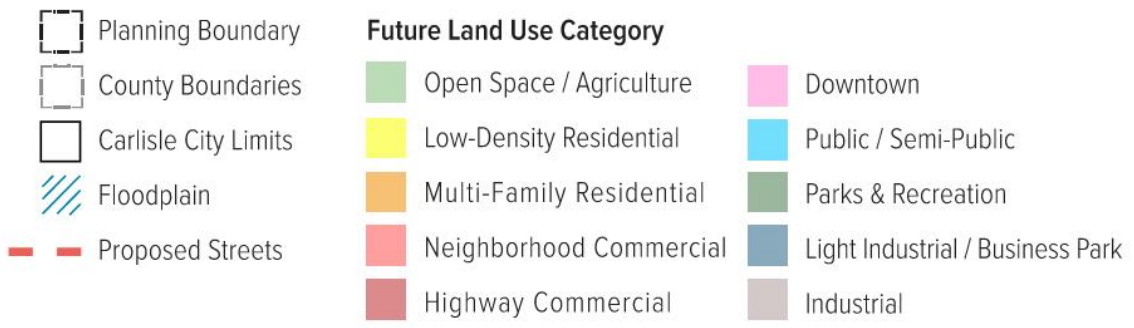 Planning Boundary
County Boundaries
Carlisle City Limits
Floodplain
Proposed Streets
Future Land Use Category
Open Space / Agriculture
Low-Density Residential
Multi-Family Residential
Neighborhood Commercial
Highway Commercial
Downtown
Public / Semi-Public
Parks & Recreation
Light Industrial / Business Park
Industrial